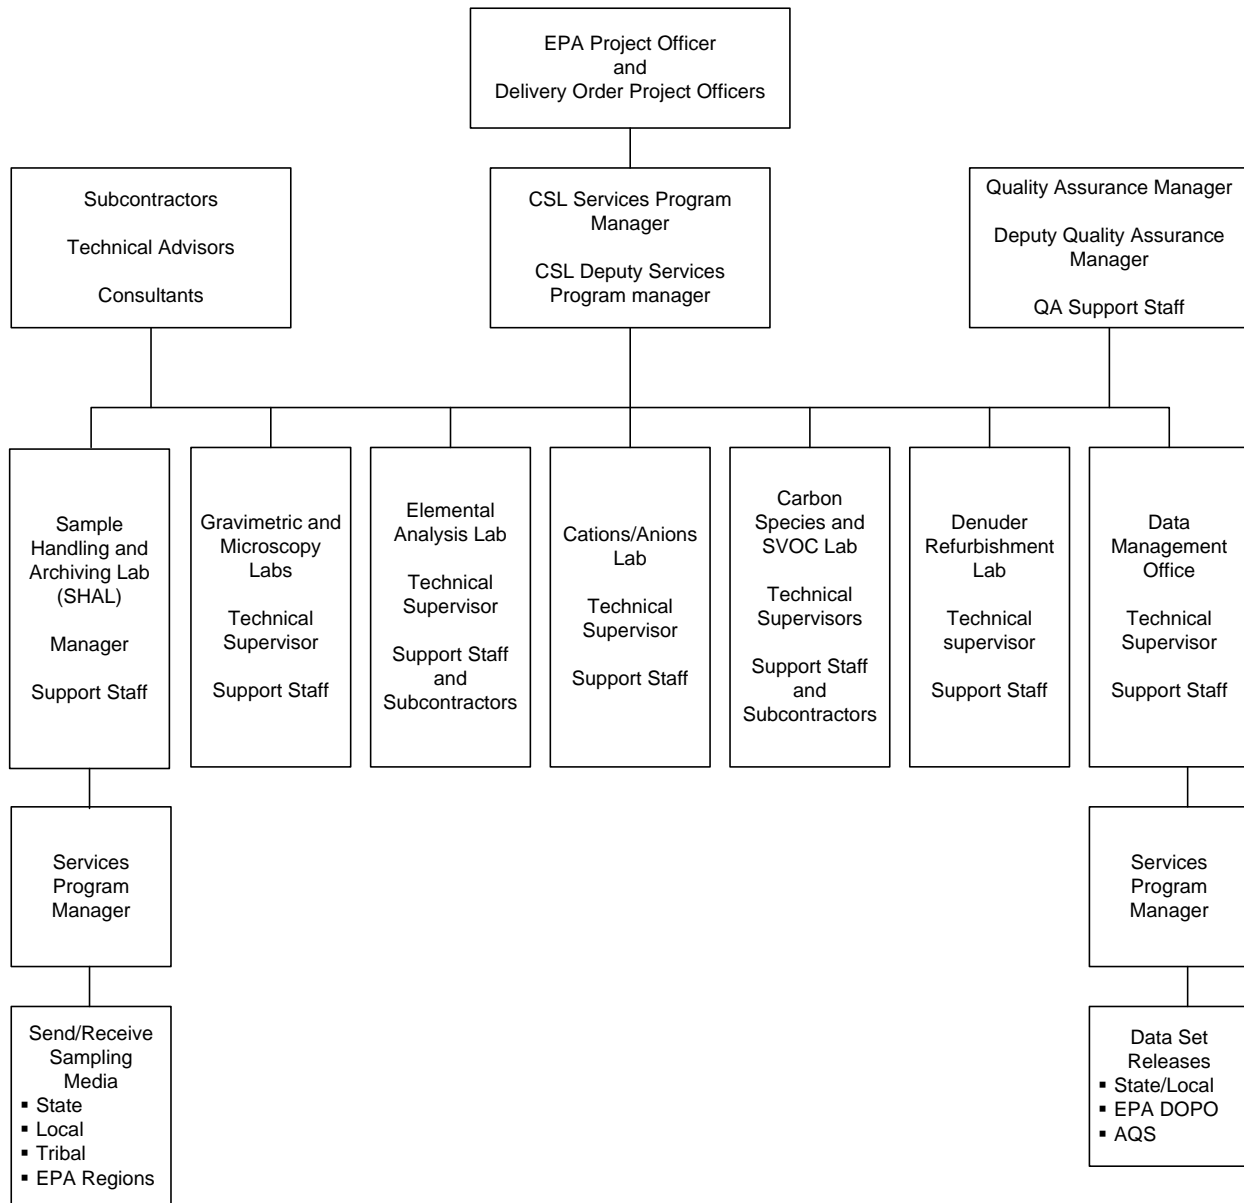 EPA Project Officer
and
Delivery Order Project Officers
Subcontractors
Technical Advisors
Consultants
CSL Services Program
Manager
CSL Deputy Services
Program manager
Quality Assurance Manager
Deputy Quality Assurance
Manager
QA Support Staff
Sample
Handling and
Archiving Lab
(SHAL)
Manager
Support Staff
Gravimetric and
Microscopy
Labs
Technical
Supervisor
Support Staff
Elemental
Analysis Lab
Technical
Supervisor
Support Staff
and
Subcontractors
Cations/Anions
Lab
Technical
Supervisor
Support Staff
Carbon
Species and
SVOC Lab
Technical
Supervisors
Support Staff
and
Subcontractors
Denuder
Refurbishment
Lab
Technical
supervisor
Support Staff
Data
Management
Office
Technical
Supervisor
Support Staff
Services
Program
Manager
Services
Program
Manager
Send/Receive
Sampling
Media
▪ State
▪ Local
▪ Tribal
▪ EPA Regions
Data Set
Releases
▪ State/Local
▪ EPA DOPO
▪ AQS